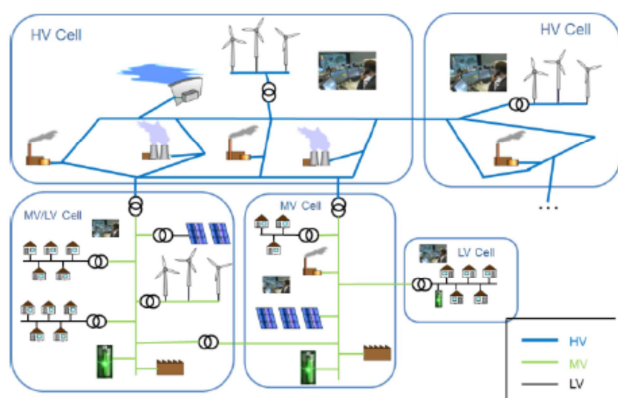 HV Cell
HV Cell
MV/LV Cell
MV Cell
LV Cell
...
HV
MV
LV